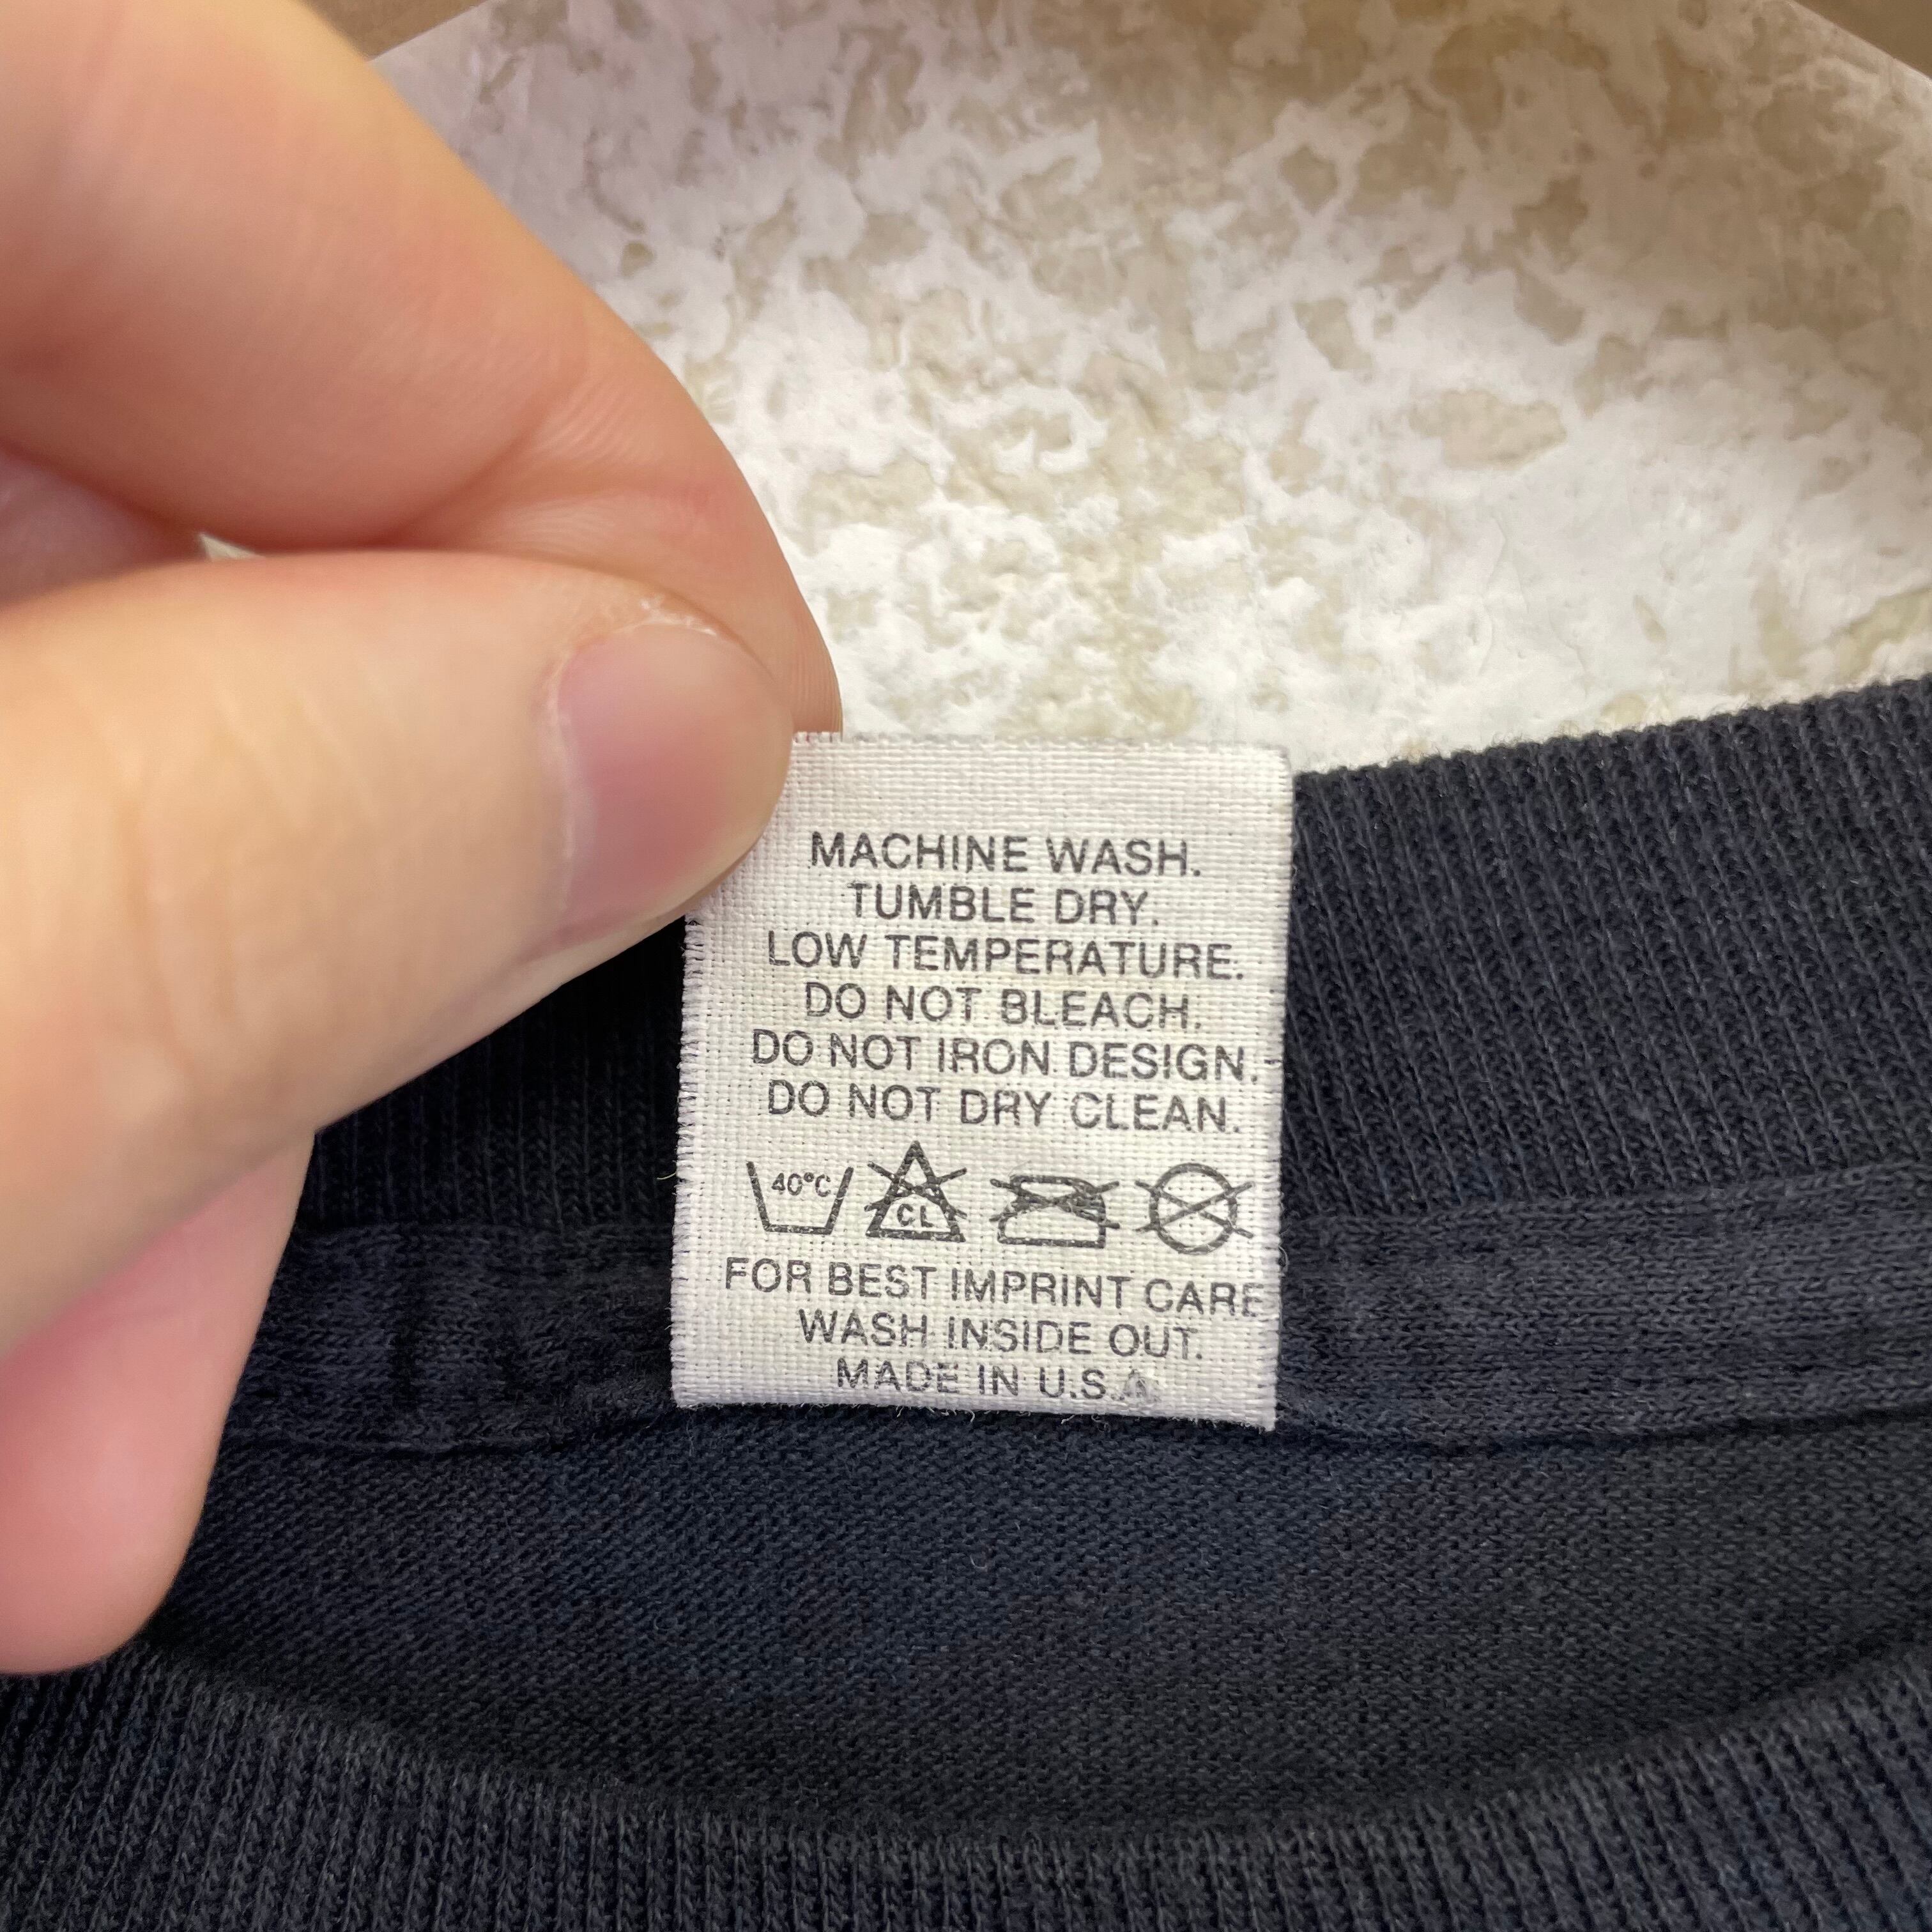 MACHINE WASH.
TUMBLE DRY.
LOW TEMPERATURE.
DO NOT BLEACH.
DO NOT IRON DESIGN.
DO NOT DRY CLEAN.
40°C CL
FOR BEST IMPRINT CARE
WASH INSIDE OUT.
MADE IN U.S.A.